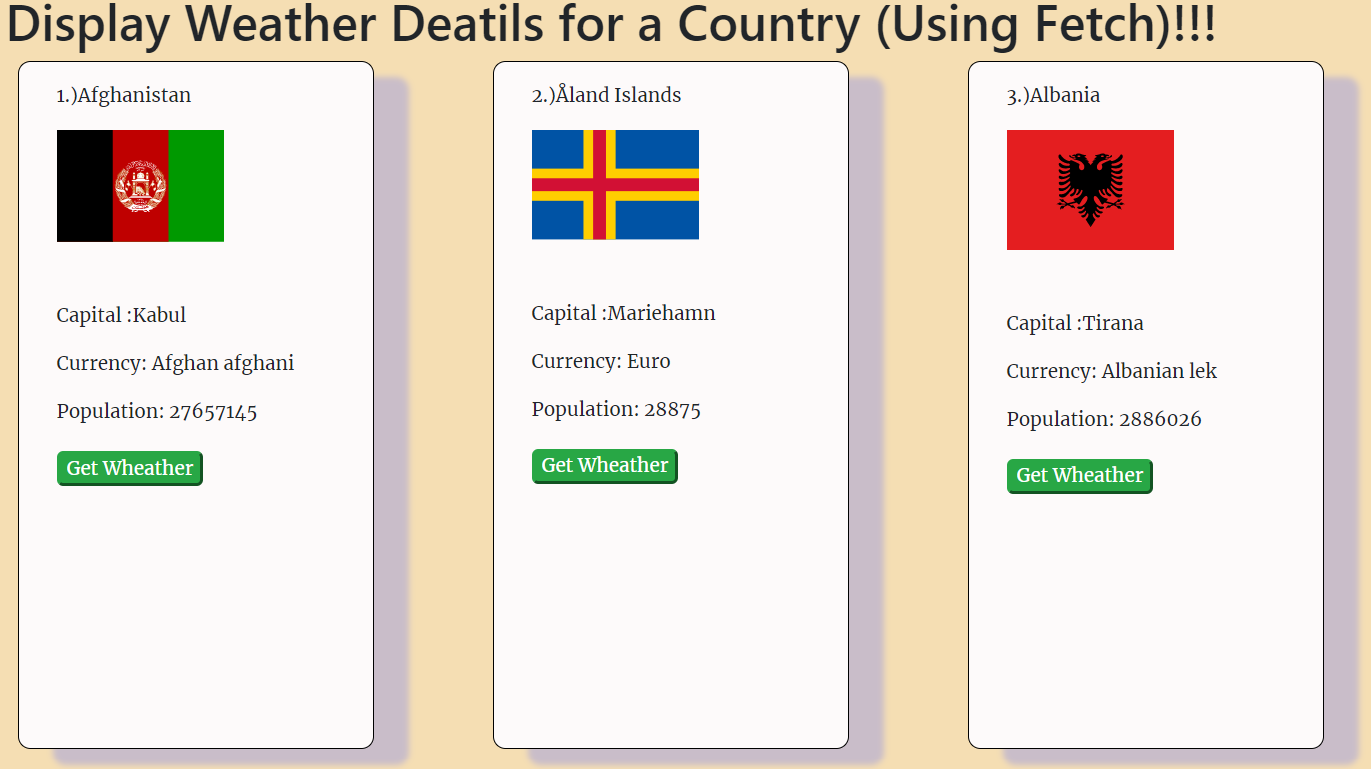 Display Weather Deatils for a Country (Using Fetch)!!!
1.)Afghanistan
Capital :Kabul
Currency: Afghan afghani
Population: 27657145
Get Wheather
2.)Åland Islands
Capital :Mariehamn
Currency: Euro
Population: 28875
Get Wheather
3.)Albania
Capital :Tirana
Currency: Albanian lek
Population: 2886026
Get Wheather